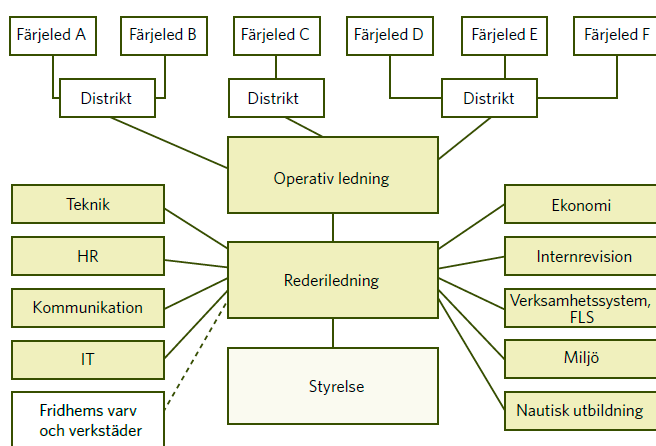 Färjeled A
Färjeled B
Färjeled C
Färjeled D
Färjeled E
Färjeled F
Distrikt
Distrikt
Distrikt
Operativ ledning
Teknik
Ekonomi
HR
Internrevision
Rederiledning
Kommunikation
Verksamhetssystem,
FLS
IT
Miljö
Styrelse
Fridhems varv
och verkstäder
Nautisk utbildning